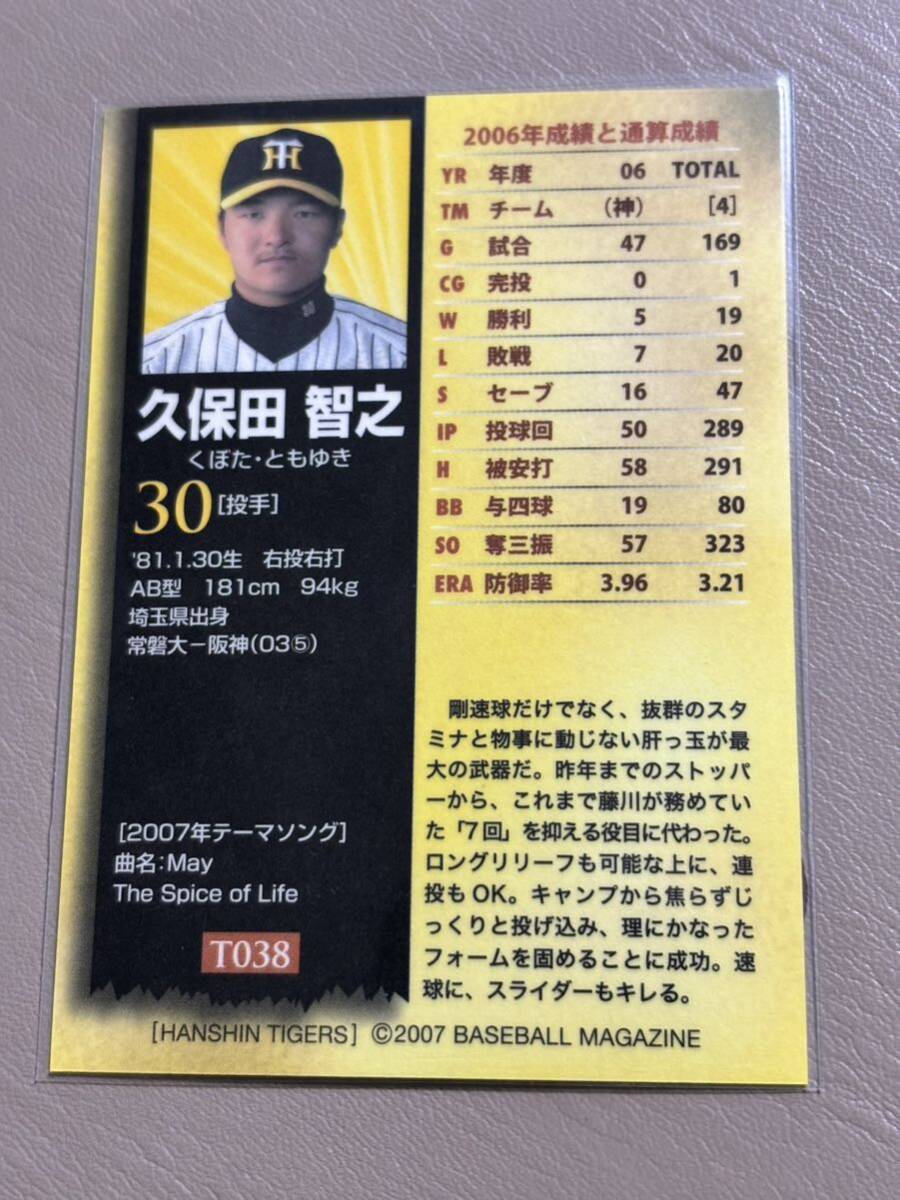 久保田 智之
くぼた・ともゆき
30[投手]
'81.1.30生 右投右打
AB型 181cm 94kg
埼玉県出身
常磐大－阪神(03⑤)
[2007年テーマソング]
曲名:May
The Spice of Life
T038
2006年成績と通算成績
YR 年度 06 TOTAL
TM チーム (神) [4]
G 試合 47 169
CG 完投 0 1
W 勝利 5 19
L 敗戦 7 20
S セーブ 16 47
IP 投球回 50 289
H 被安打 58 291
BB 与四球 19 80
SO 奪三振 57 323
ERA 防御率 3.96 3.21
剛速球だけでなく、抜群のスタ
ミナと物事に動じない肝っ玉が最
大の武器だ。昨年までのストッパ
ーから、これまで藤川が務めてい
た「7回」を抑える役目に代わった。
ロングリリーフも可能な上に、連
投もOK。キャンプから焦らずじ
っくりと投げ込み、理にかなった
フォームを固めることに成功。速
球に、スライダーもキレる。
[HANSHIN TIGERS] ©2007 BASEBALL MAGAZINE